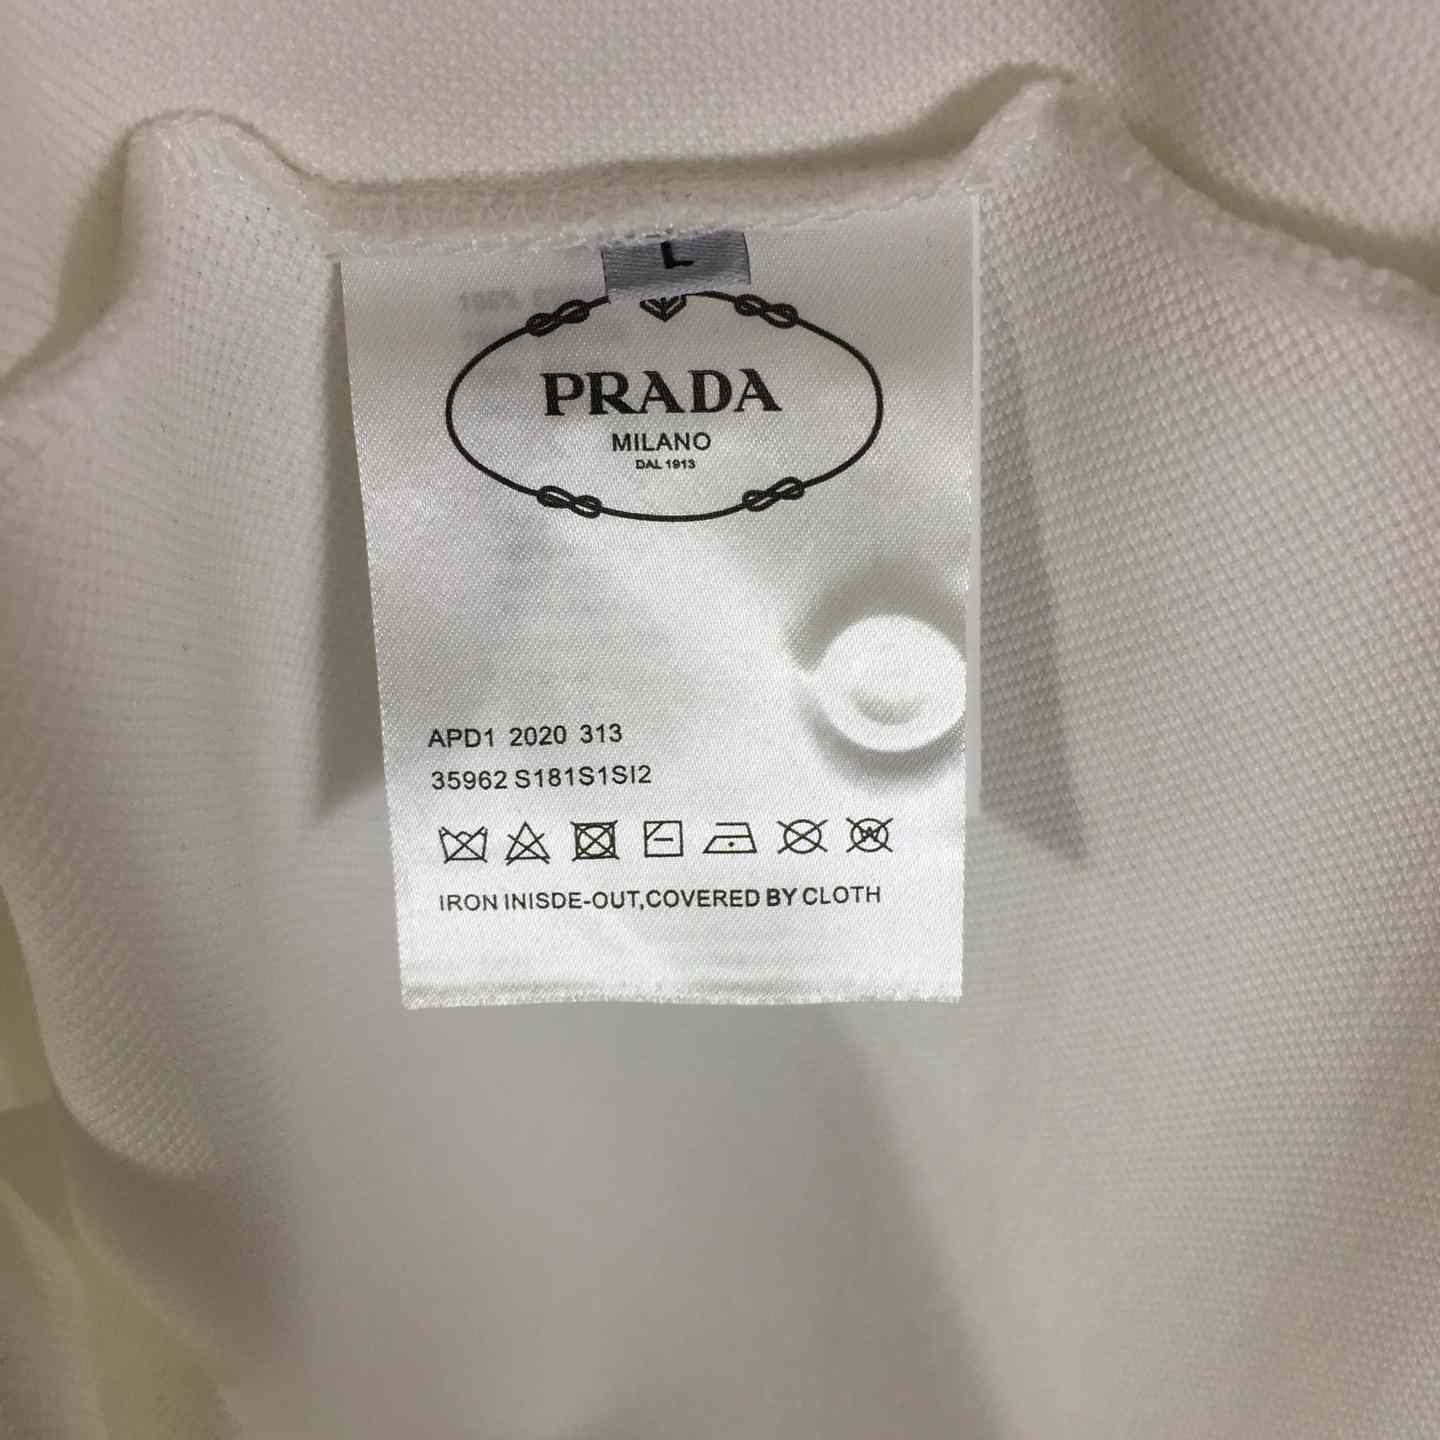 L
PRADA
MILANO
DAL 1913
APD1 2020 313
35962 S181S1SI2
IRON INISDE-OUT,COVERED BY CLOTH